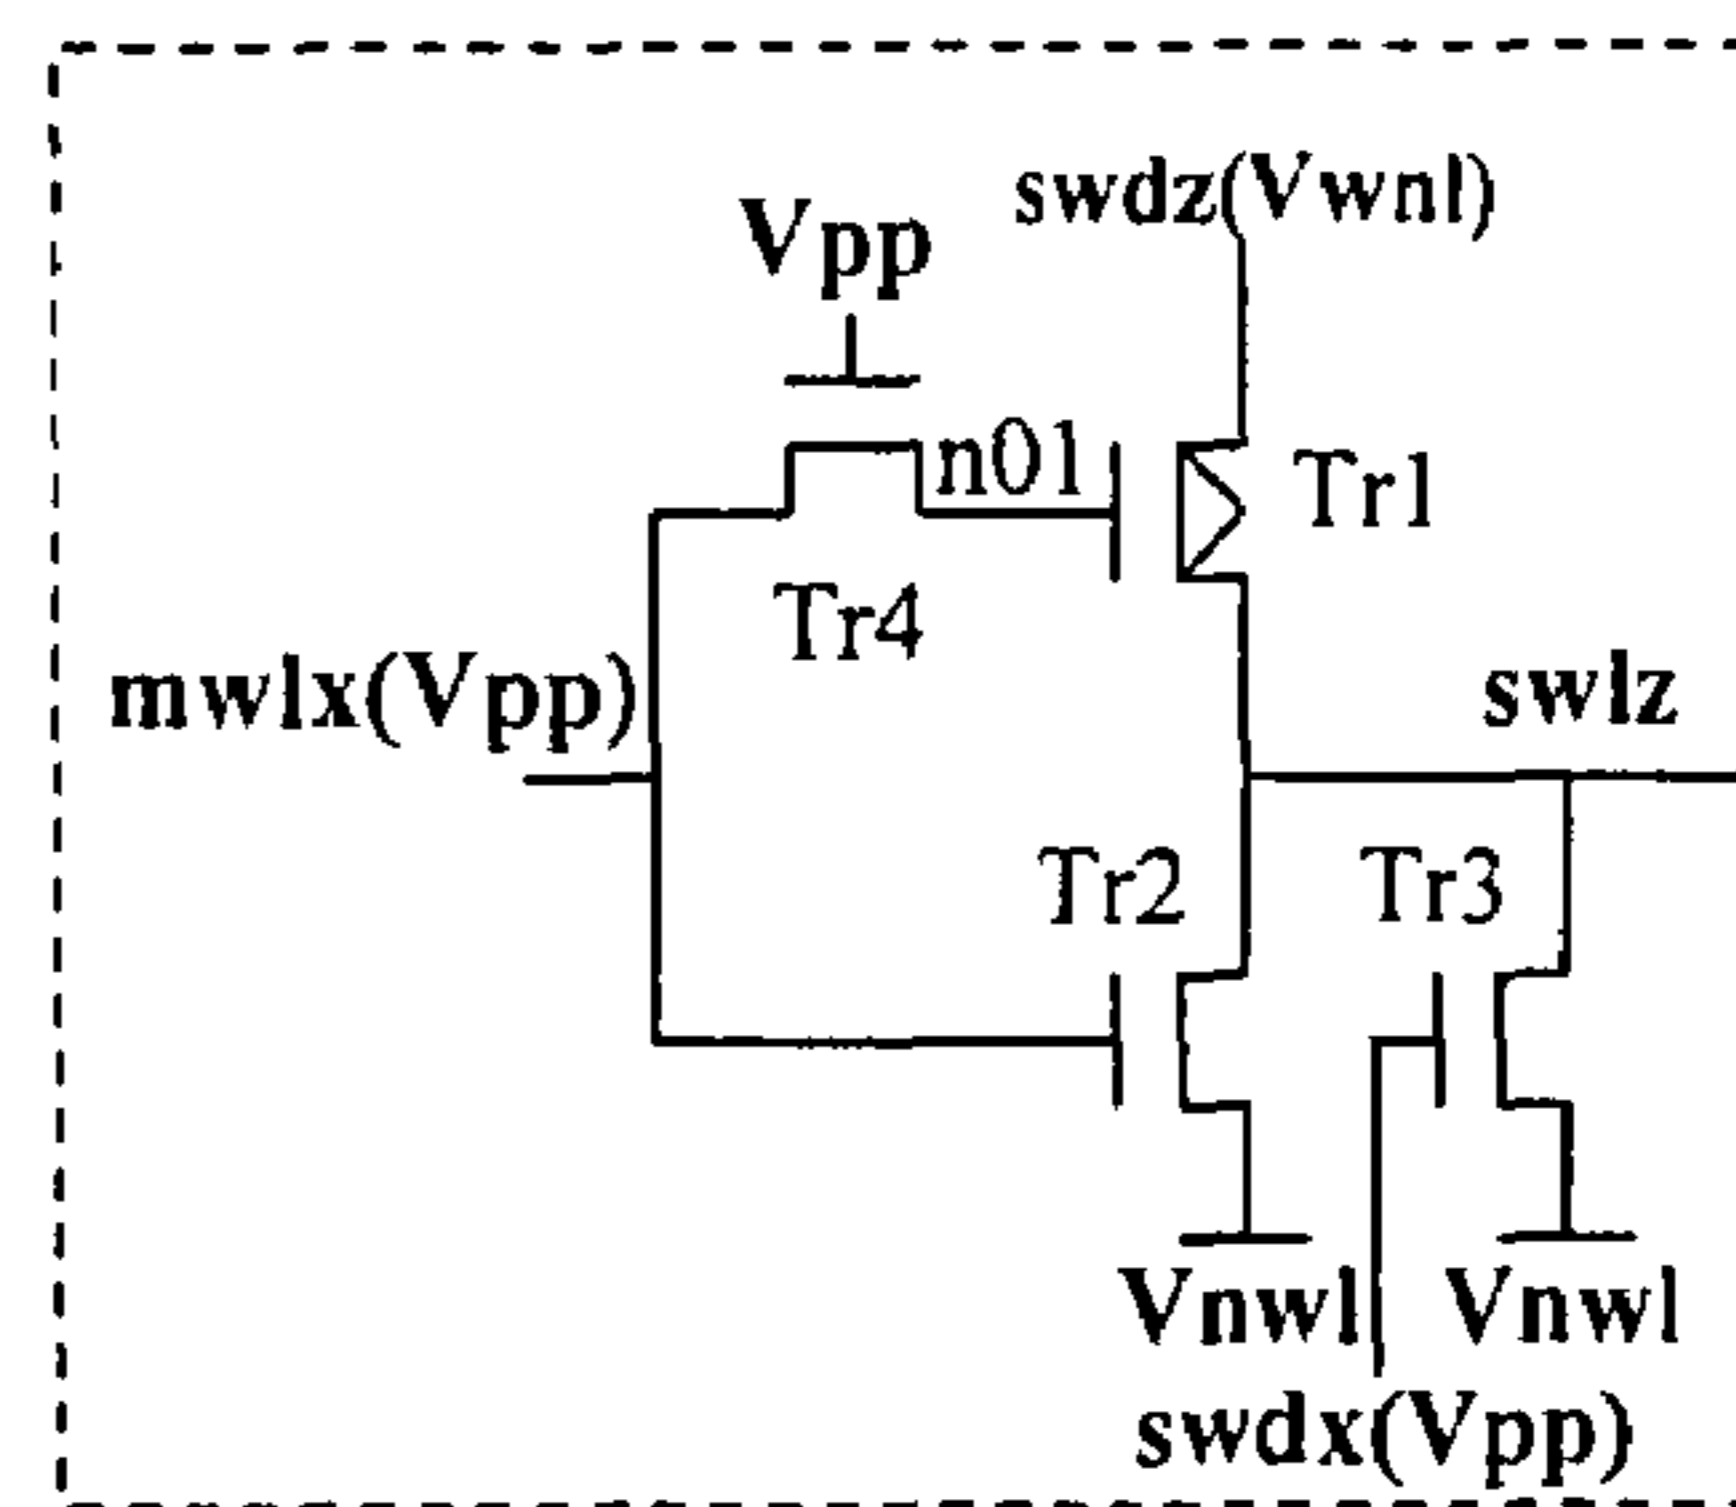 swdz(Vwnl)
Vpp
n01
Tr1
Tr4
mwlx(Vpp)
swlz
Tr2
Tr3
Vnwl
Vnwl
swdx(Vpp)